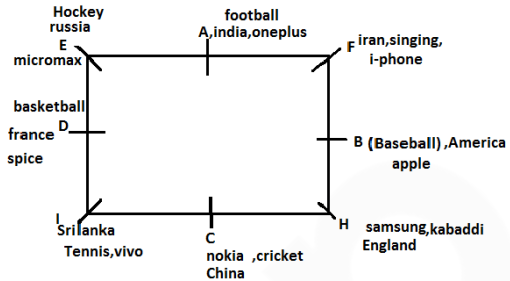 Hockey
russia
E
micromax
football
A,india,oneplus
F iran,singing,
i-phone
basketball
france D
spice
B (Baseball) ,America
apple
I
Srilanka
Tennis,vivo
C
nokia ,cricket
China
H samsung,kabaddi
England